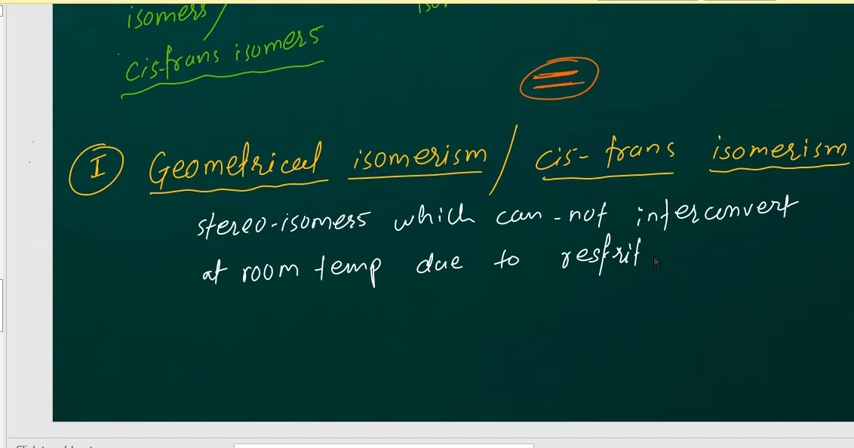 isomers/
cis-trans isomers
I Geometrical isomerism / cis-trans isomerism
stereo-isomers which can-not interconvert
at room temp due to restrit